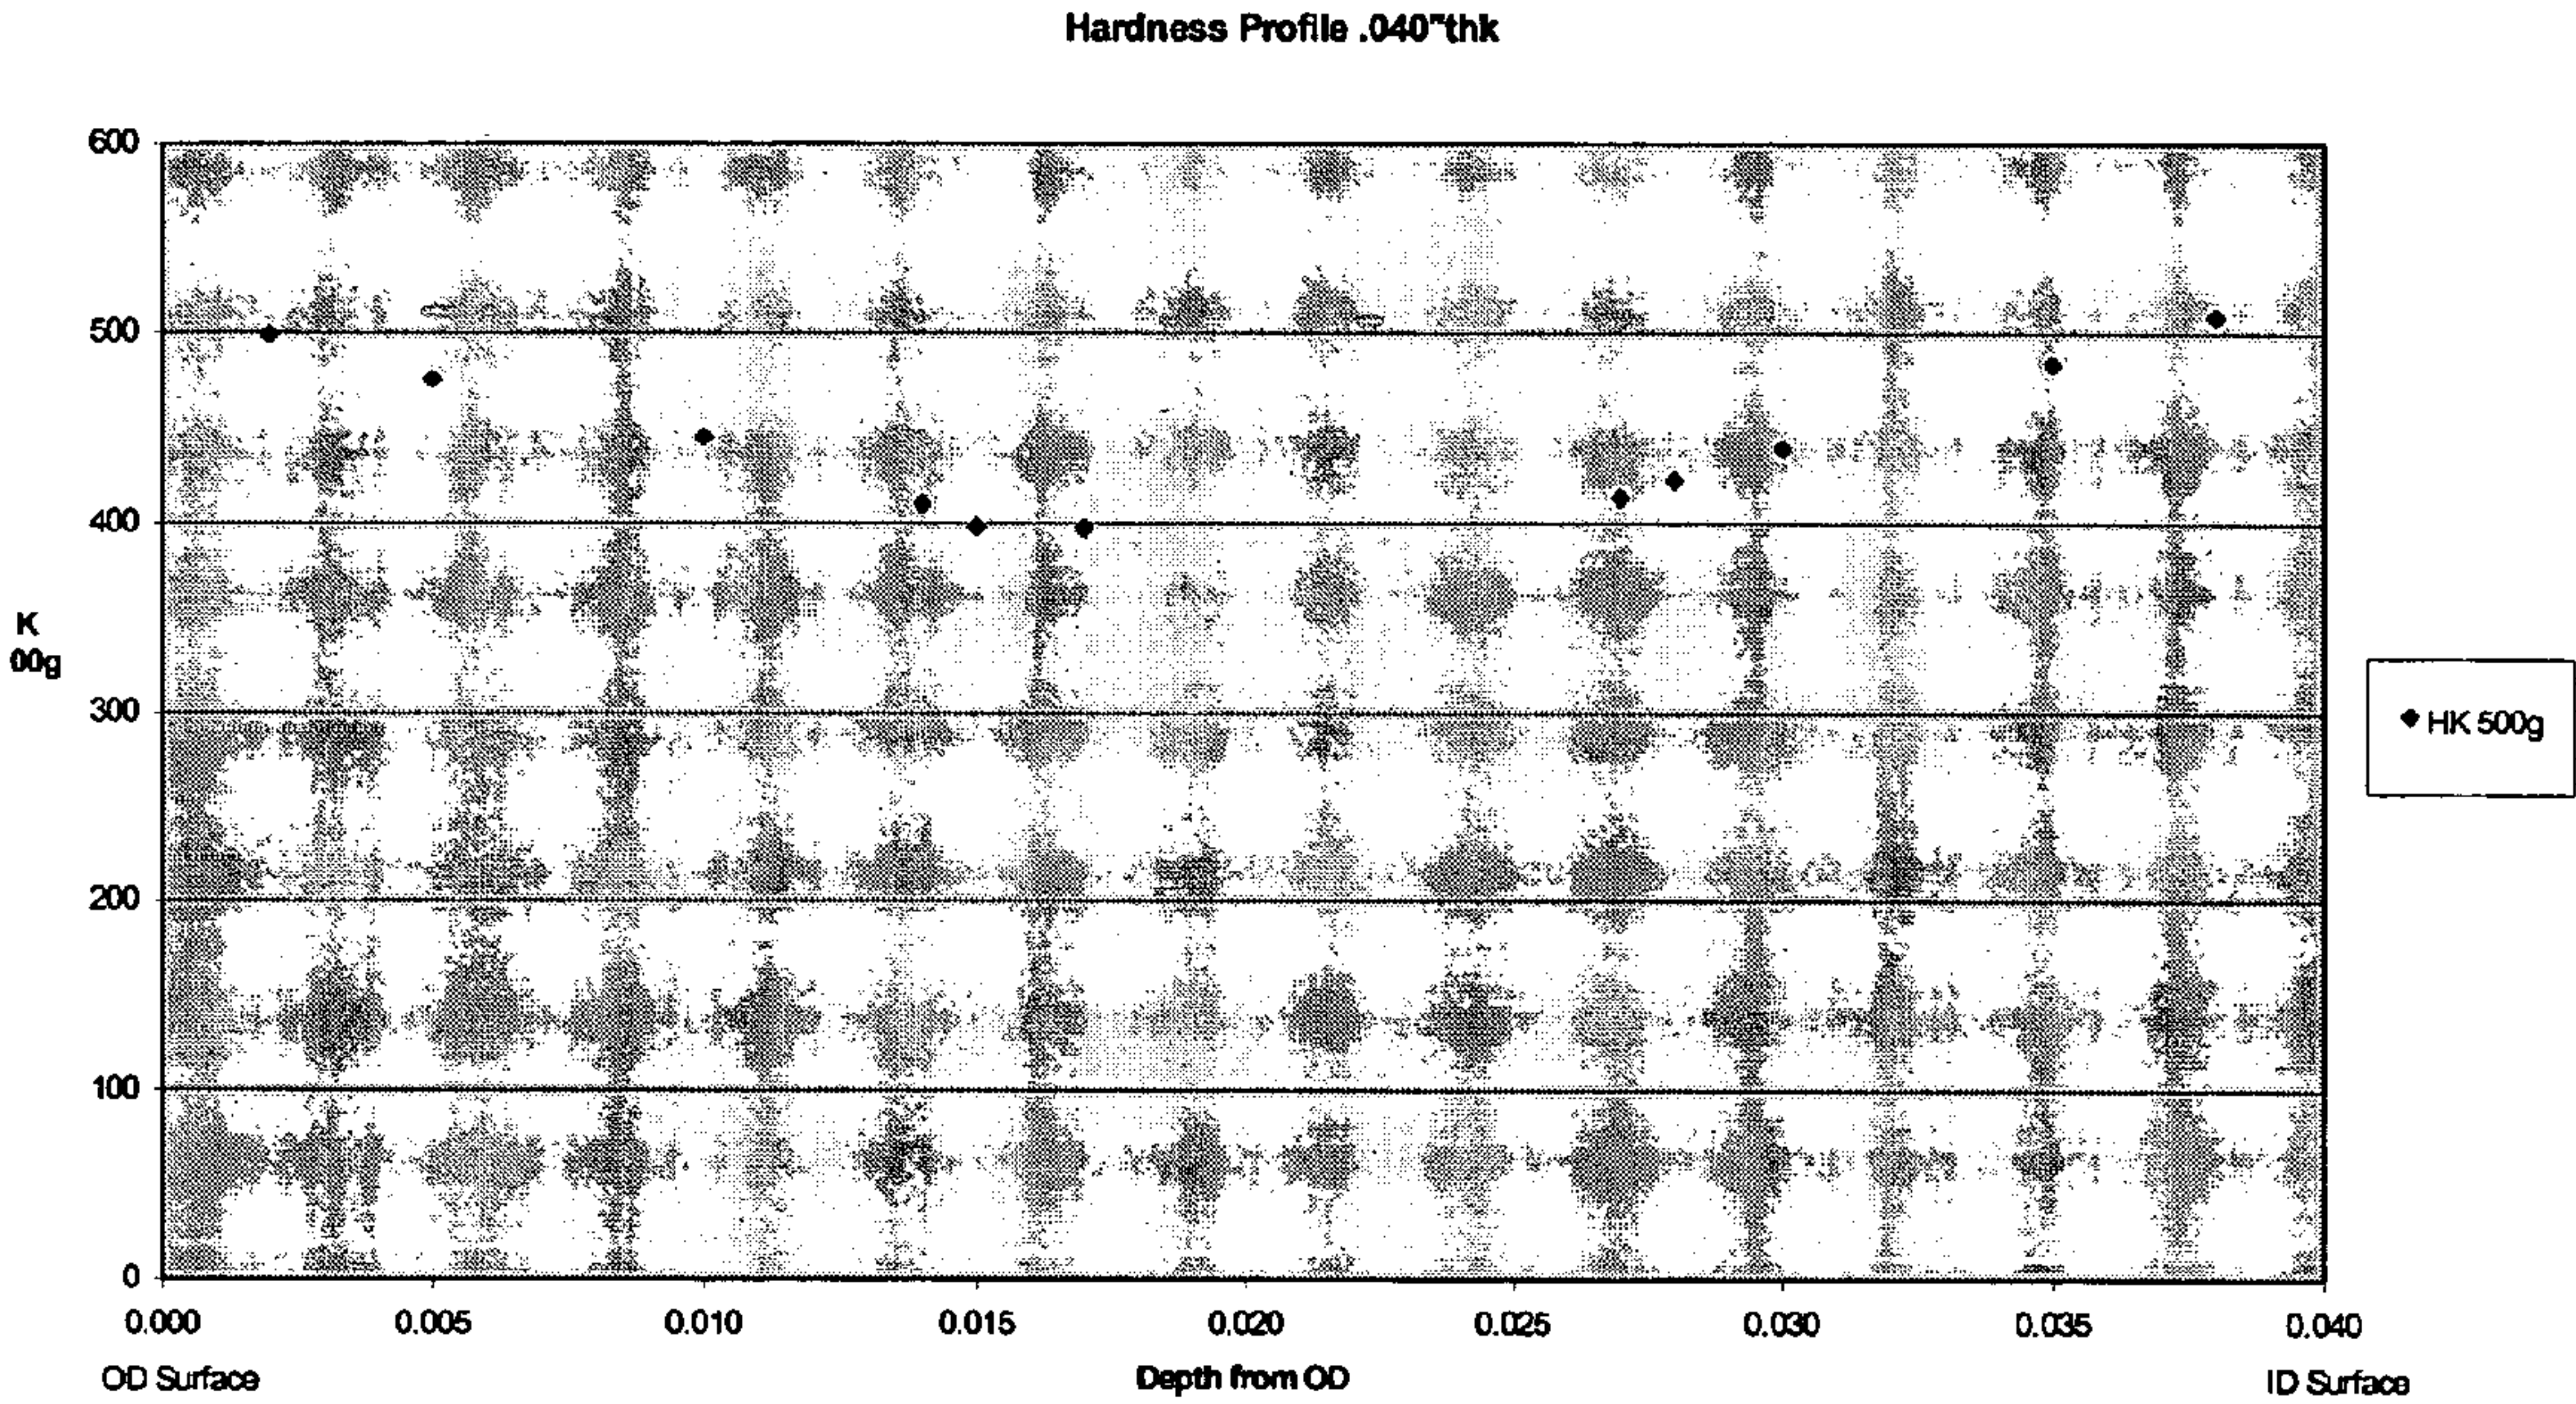 Hardness Profile .040"thk
600
500
400
300
200
100
0
K
00g
HK 500g
0.000
0.005
0.010
0.015
0.020
0.025
0.030
0.035
0.040
OD Surface
Depth from OD
ID Surface